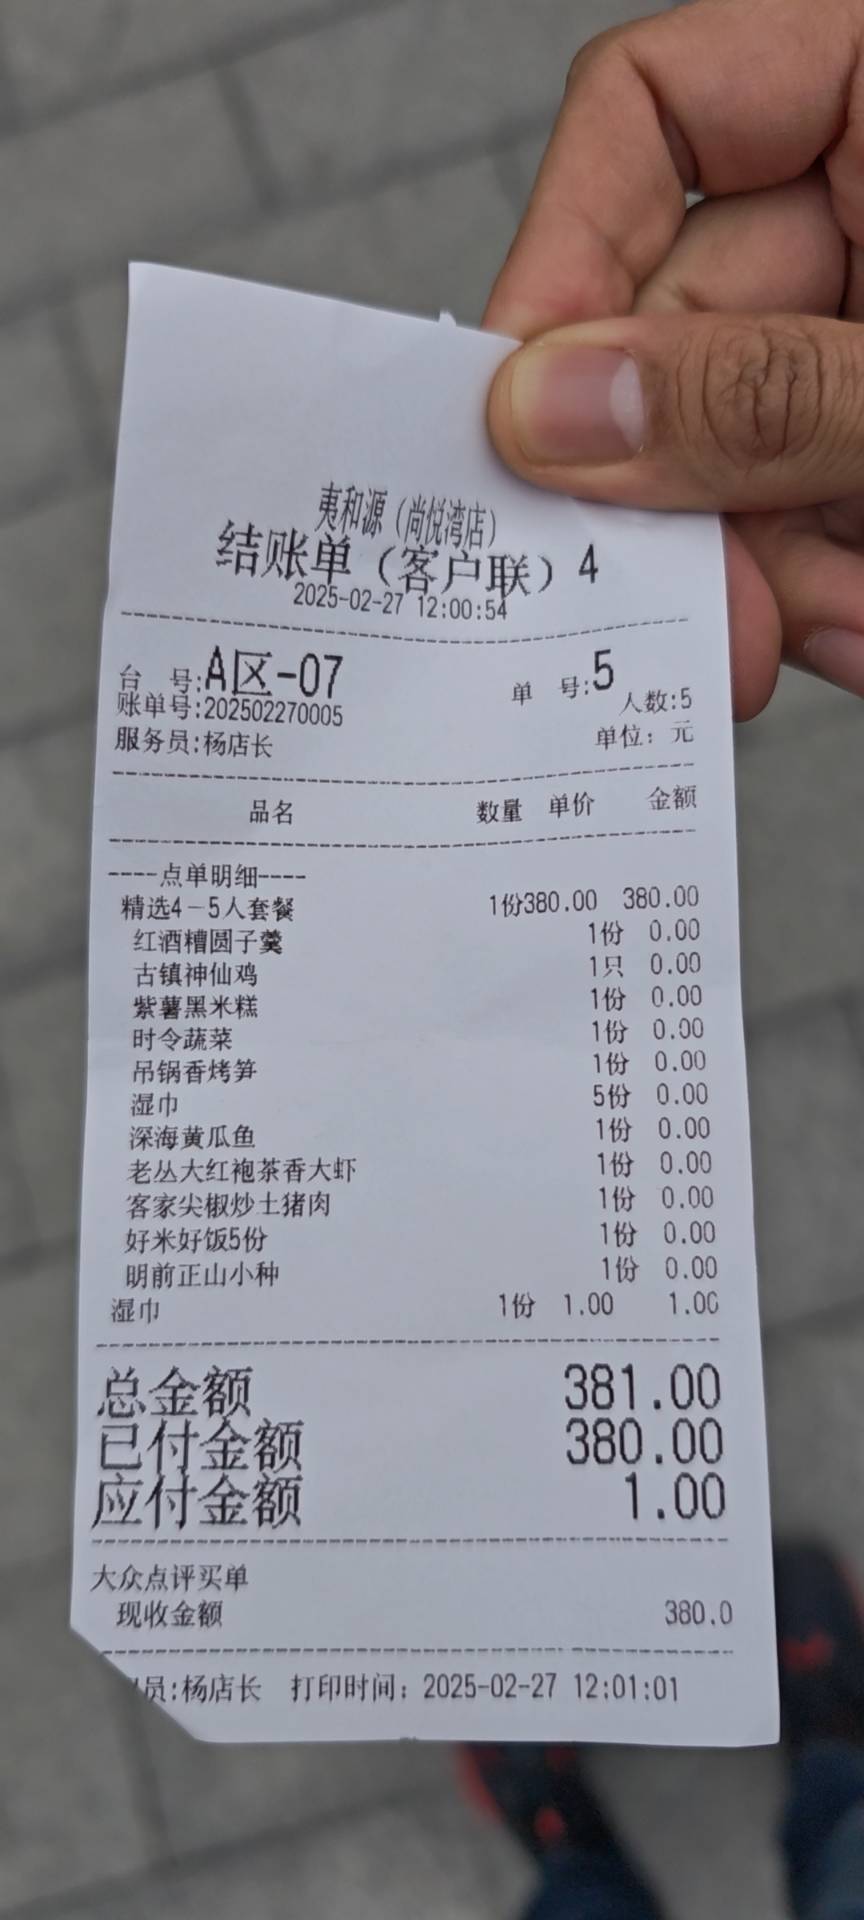 夷和源（尚悦湾店）
结账单（客户联）4
2025-02-27 12:00:54
台 号:A区-07 单 号:5
账单号:202502270005 人数:5
服务员:杨店长 单位：元
品名 数量 单价 金额
----点单明细----
精选4－5人套餐 1份380.00 380.00
红酒糟圆子羹 1份 0.00
古镇神仙鸡 1只 0.00
紫薯黑米糕 1份 0.00
时令蔬菜 1份 0.00
吊锅香烤笋 1份 0.00
湿巾 5份 0.00
深海黄瓜鱼 1份 0.00
老丛大红袍茶香大虾 1份 0.00
客家尖椒炒土猪肉 1份 0.00
好米好饭5份 1份 0.00
明前正山小种 1份 0.00
湿巾 1份 1.00 1.00
总金额 381.00
已付金额 380.00
应付金额 1.00
大众点评买单
现收金额 380.0
员:杨店长 打印时间：2025-02-27 12:01:01